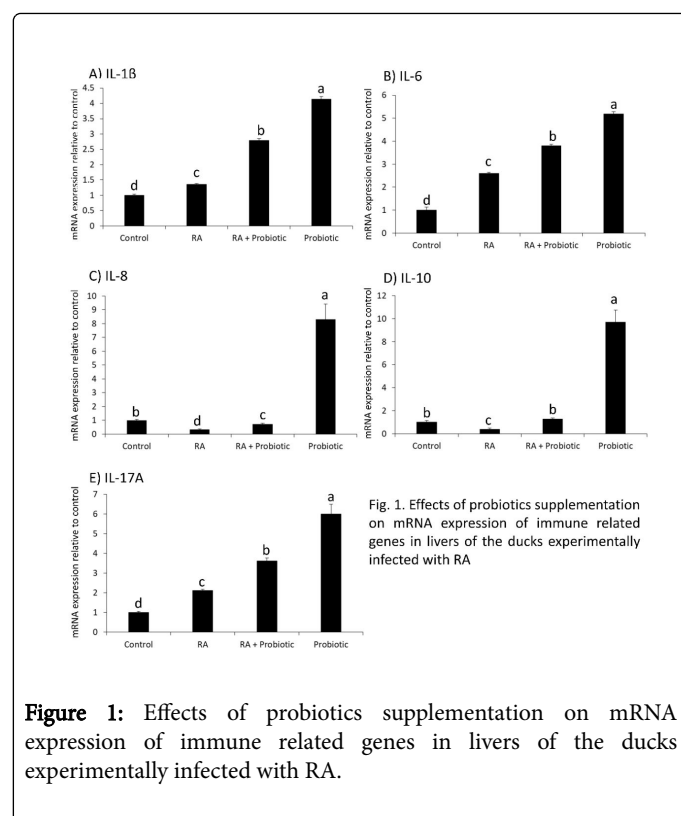 A) IL-1ß
mRNA expression relative to control
4.5
4
3.5
3
2.5
2
1.5
1
0.5
0
d
c
b
a
Control RA RA + Probiotic Probiotic
B) IL-6
mRNA expression relative to control
6
5
4
3
2
1
0
d
c
b
a
Control RA RA + Probiotic Probiotic
C) IL-8
mRNA expression relative to control
10
9
8
7
6
5
4
3
2
1
0
b
d
c
a
Control RA RA + Probiotic Probiotic
D) IL-10
mRNA expression relative to control
12
10
8
6
4
2
0
b
c
b
a
Control RA RA + Probiotic Probiotic
E) IL-17A
mRNA expression relative to control
7
6
5
4
3
2
1
0
d
c
b
a
Control RA RA + Probiotic Probiotic
Fig. 1. Effects of probiotics supplementation
on mRNA expression of immune related
genes in livers of the ducks experimentally
infected with RA
Figure 1: Effects of probiotics supplementation on mRNA
expression of immune related genes in livers of the ducks
experimentally infected with RA.